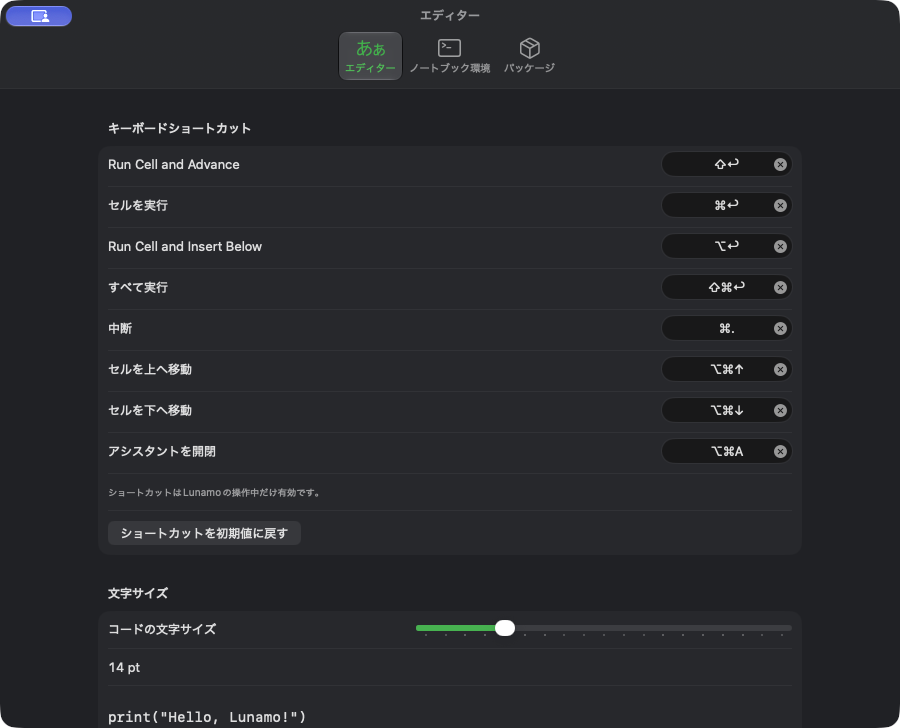 エディター
あぁ
エディター
ノートブック環境
パッケージ
キーボードショートカット
Run Cell and Advance ⇧↩
セルを実行 ⌘↩
Run Cell and Insert Below ⌥↩
すべて実行 ⇧⌘↩
中断 ⌘.
セルを上へ移動 ⌥⌘↑
セルを下へ移動 ⌥⌘↓
アシスタントを開閉 ⌥⌘A
ショートカットはLunamoの操作中だけ有効です。
ショートカットを初期値に戻す
文字サイズ
コードの文字サイズ
14 pt
print("Hello, Lunamo!")